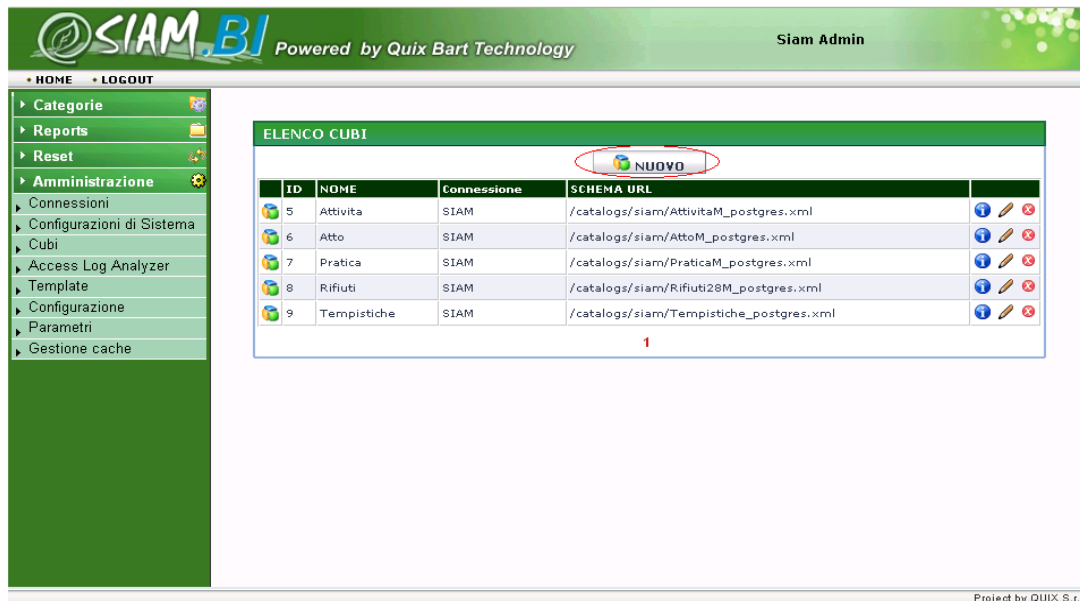 SIAM.BI Powered by Quix Bart Technology
Siam Admin
HOME LOGOUT
Categorie
Reports
Reset
Amministrazione
Connessioni
Configurazioni di Sistema
Cubi
Access Log Analyzer
Template
Configurazione
Parametri
Gestione cache
ELENCO CUBI
NUOVO
ID NOME Connessione SCHEMA URL
5 Attivita SIAM /catalogs/siam/AttivitaM_postgres.xml
6 Atto SIAM /catalogs/siam/AttoM_postgres.xml
7 Pratica SIAM /catalogs/siam/PraticaM_postgres.xml
8 Rifiuti SIAM /catalogs/siam/Rifiuti28M_postgres.xml
9 Tempistiche SIAM /catalogs/siam/Tempistiche_postgres.xml
1
Project by QUIX S.r.